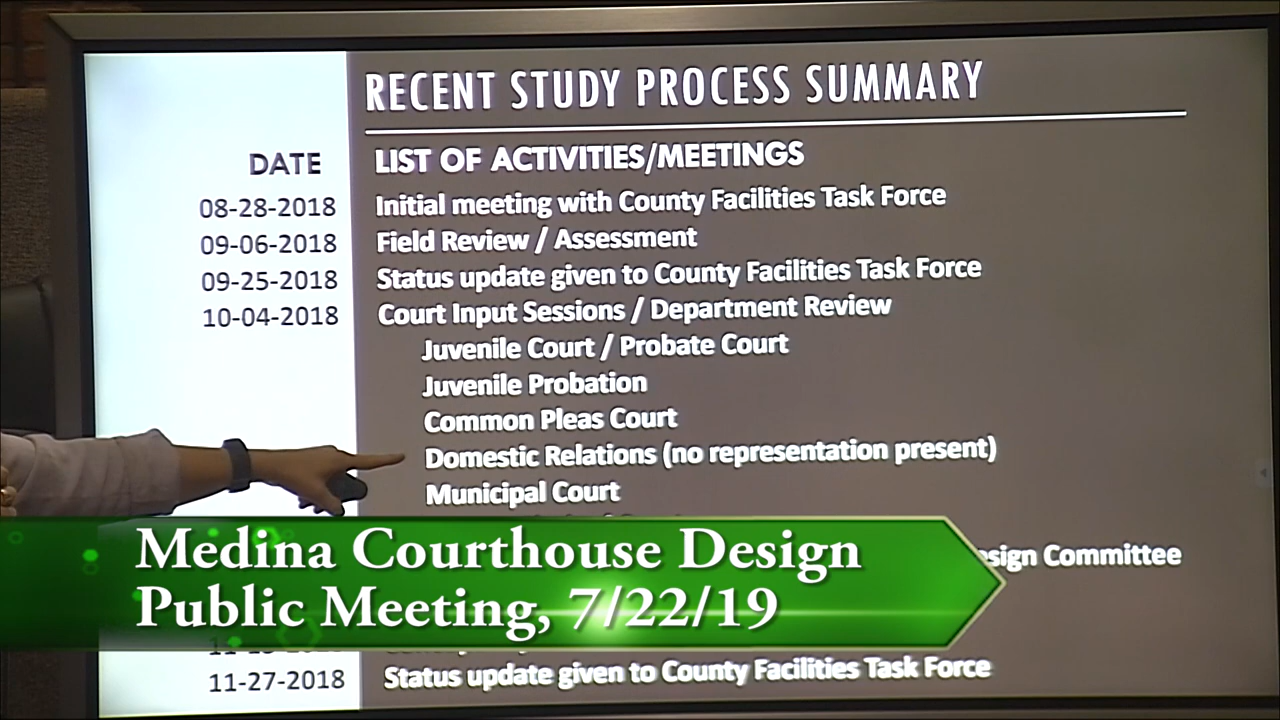 RECENT STUDY PROCESS SUMMARY
DATE LIST OF ACTIVITIES/MEETINGS
08-28-2018 Initial meeting with County Facilities Task Force
09-06-2018 Field Review / Assessment
09-25-2018 Status update given to County Facilities Task Force
10-04-2018 Court Input Sessions / Department Review
Juvenile Court / Probate Court
Juvenile Probation
Common Pleas Court
Domestic Relations (no representation present)
Municipal Court
Committee
Medina Courthouse Design
Public Meeting, 7/22/19
11-27-2018 Status update given to County Facilities Task Force